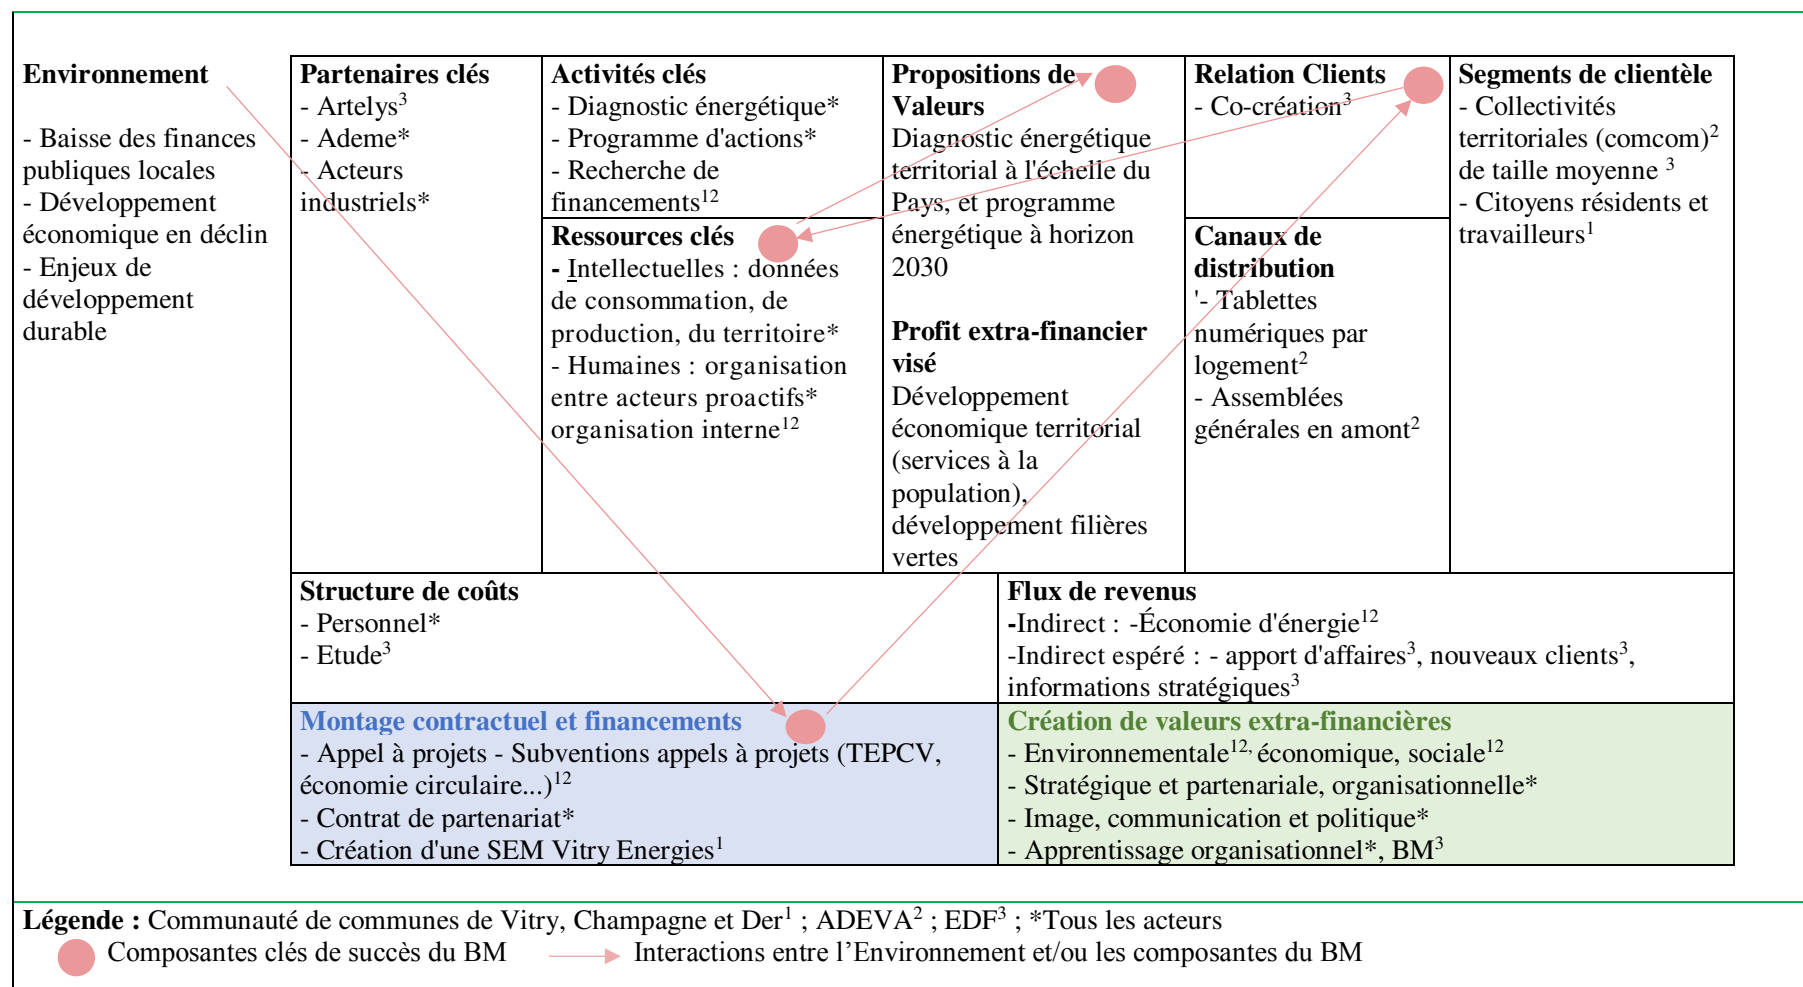 Environnement
- Baisse des finances
publiques locales
- Développement
économique en déclin
- Enjeux de
développement
durable
Partenaires clés
- Artelys³
- Ademe*
- Acteurs
industriels*
Activités clés
- Diagnostic énergétique*
- Programme d'actions*
- Recherche de
financements¹²
Ressources clés
- Intellectuelles : données
de consommation, de
production, du territoire*
- Humaines : organisation
entre acteurs proactifs*
organisation interne¹²
Propositions de
Valeurs
Diagnostic énergétique
territorial à l'échelle du
Pays, et programme
énergétique à horizon
2030
Profit extra-financier
visé
Développement
économique territorial
(services à la
population),
développement filières
vertes
Relation Clients
- Co-création³
Canaux de
distribution
'- Tablettes
numériques par
logement²
- Assemblées
générales en amont²
Segments de clientèle
- Collectivités
territoriales (comcom)²
de taille moyenne ³
- Citoyens résidents et
travailleurs¹
Structure de coûts
- Personnel*
- Etude³
Flux de revenus
-Indirect : -Économie d'énergie¹²
-Indirect espéré : - apport d'affaires³, nouveaux clients³,
informations stratégiques³
Montage contractuel et financements
- Appel à projets - Subventions appels à projets (TEPCV,
économie circulaire...)¹²
- Contrat de partenariat*
- Création d'une SEM Vitry Energies¹
Création de valeurs extra-financières
- Environnementale¹², économique, sociale¹²
- Stratégique et partenariale, organisationnelle*
- Image, communication et politique*
- Apprentissage organisationnel*, BM³
Légende : Communauté de communes de Vitry, Champagne et Der¹ ; ADEVA² ; EDF³ ; *Tous les acteurs
Composantes clés de succès du BM Interactions entre l’Environnement et/ou les composantes du BM